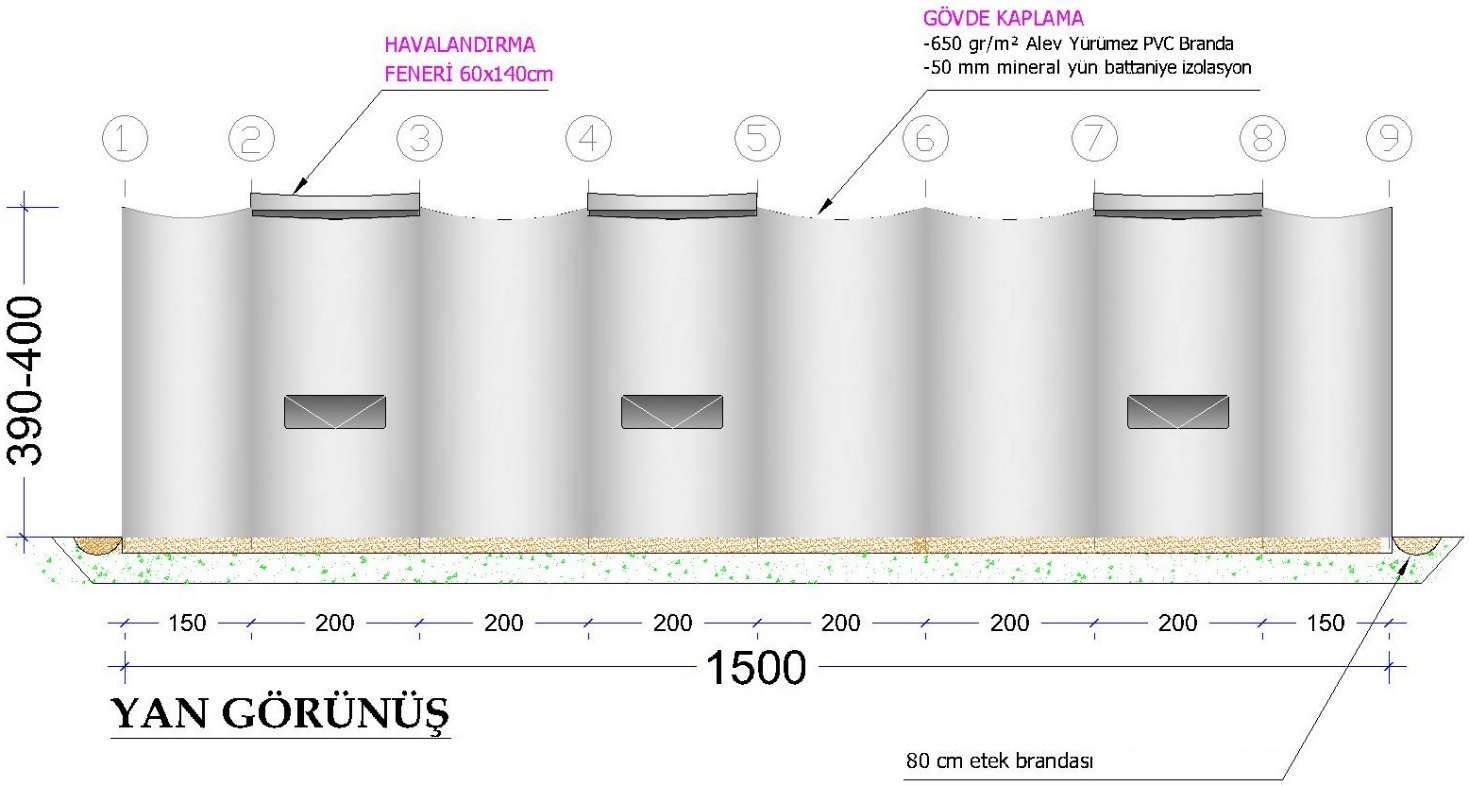 GÖVDE KAPLAMA
-650 gr/m² Alev Yürümez PVC Branda
-50 mm mineral yün battaniye izolasyon
HAVALANDIRMA
FENERİ 60x140cm
1 2 3 4 5 6 7 8 9
390-400
150 200 200 200 200 200 200 150
1500
YAN GÖRÜNÜŞ
80 cm etek brandası